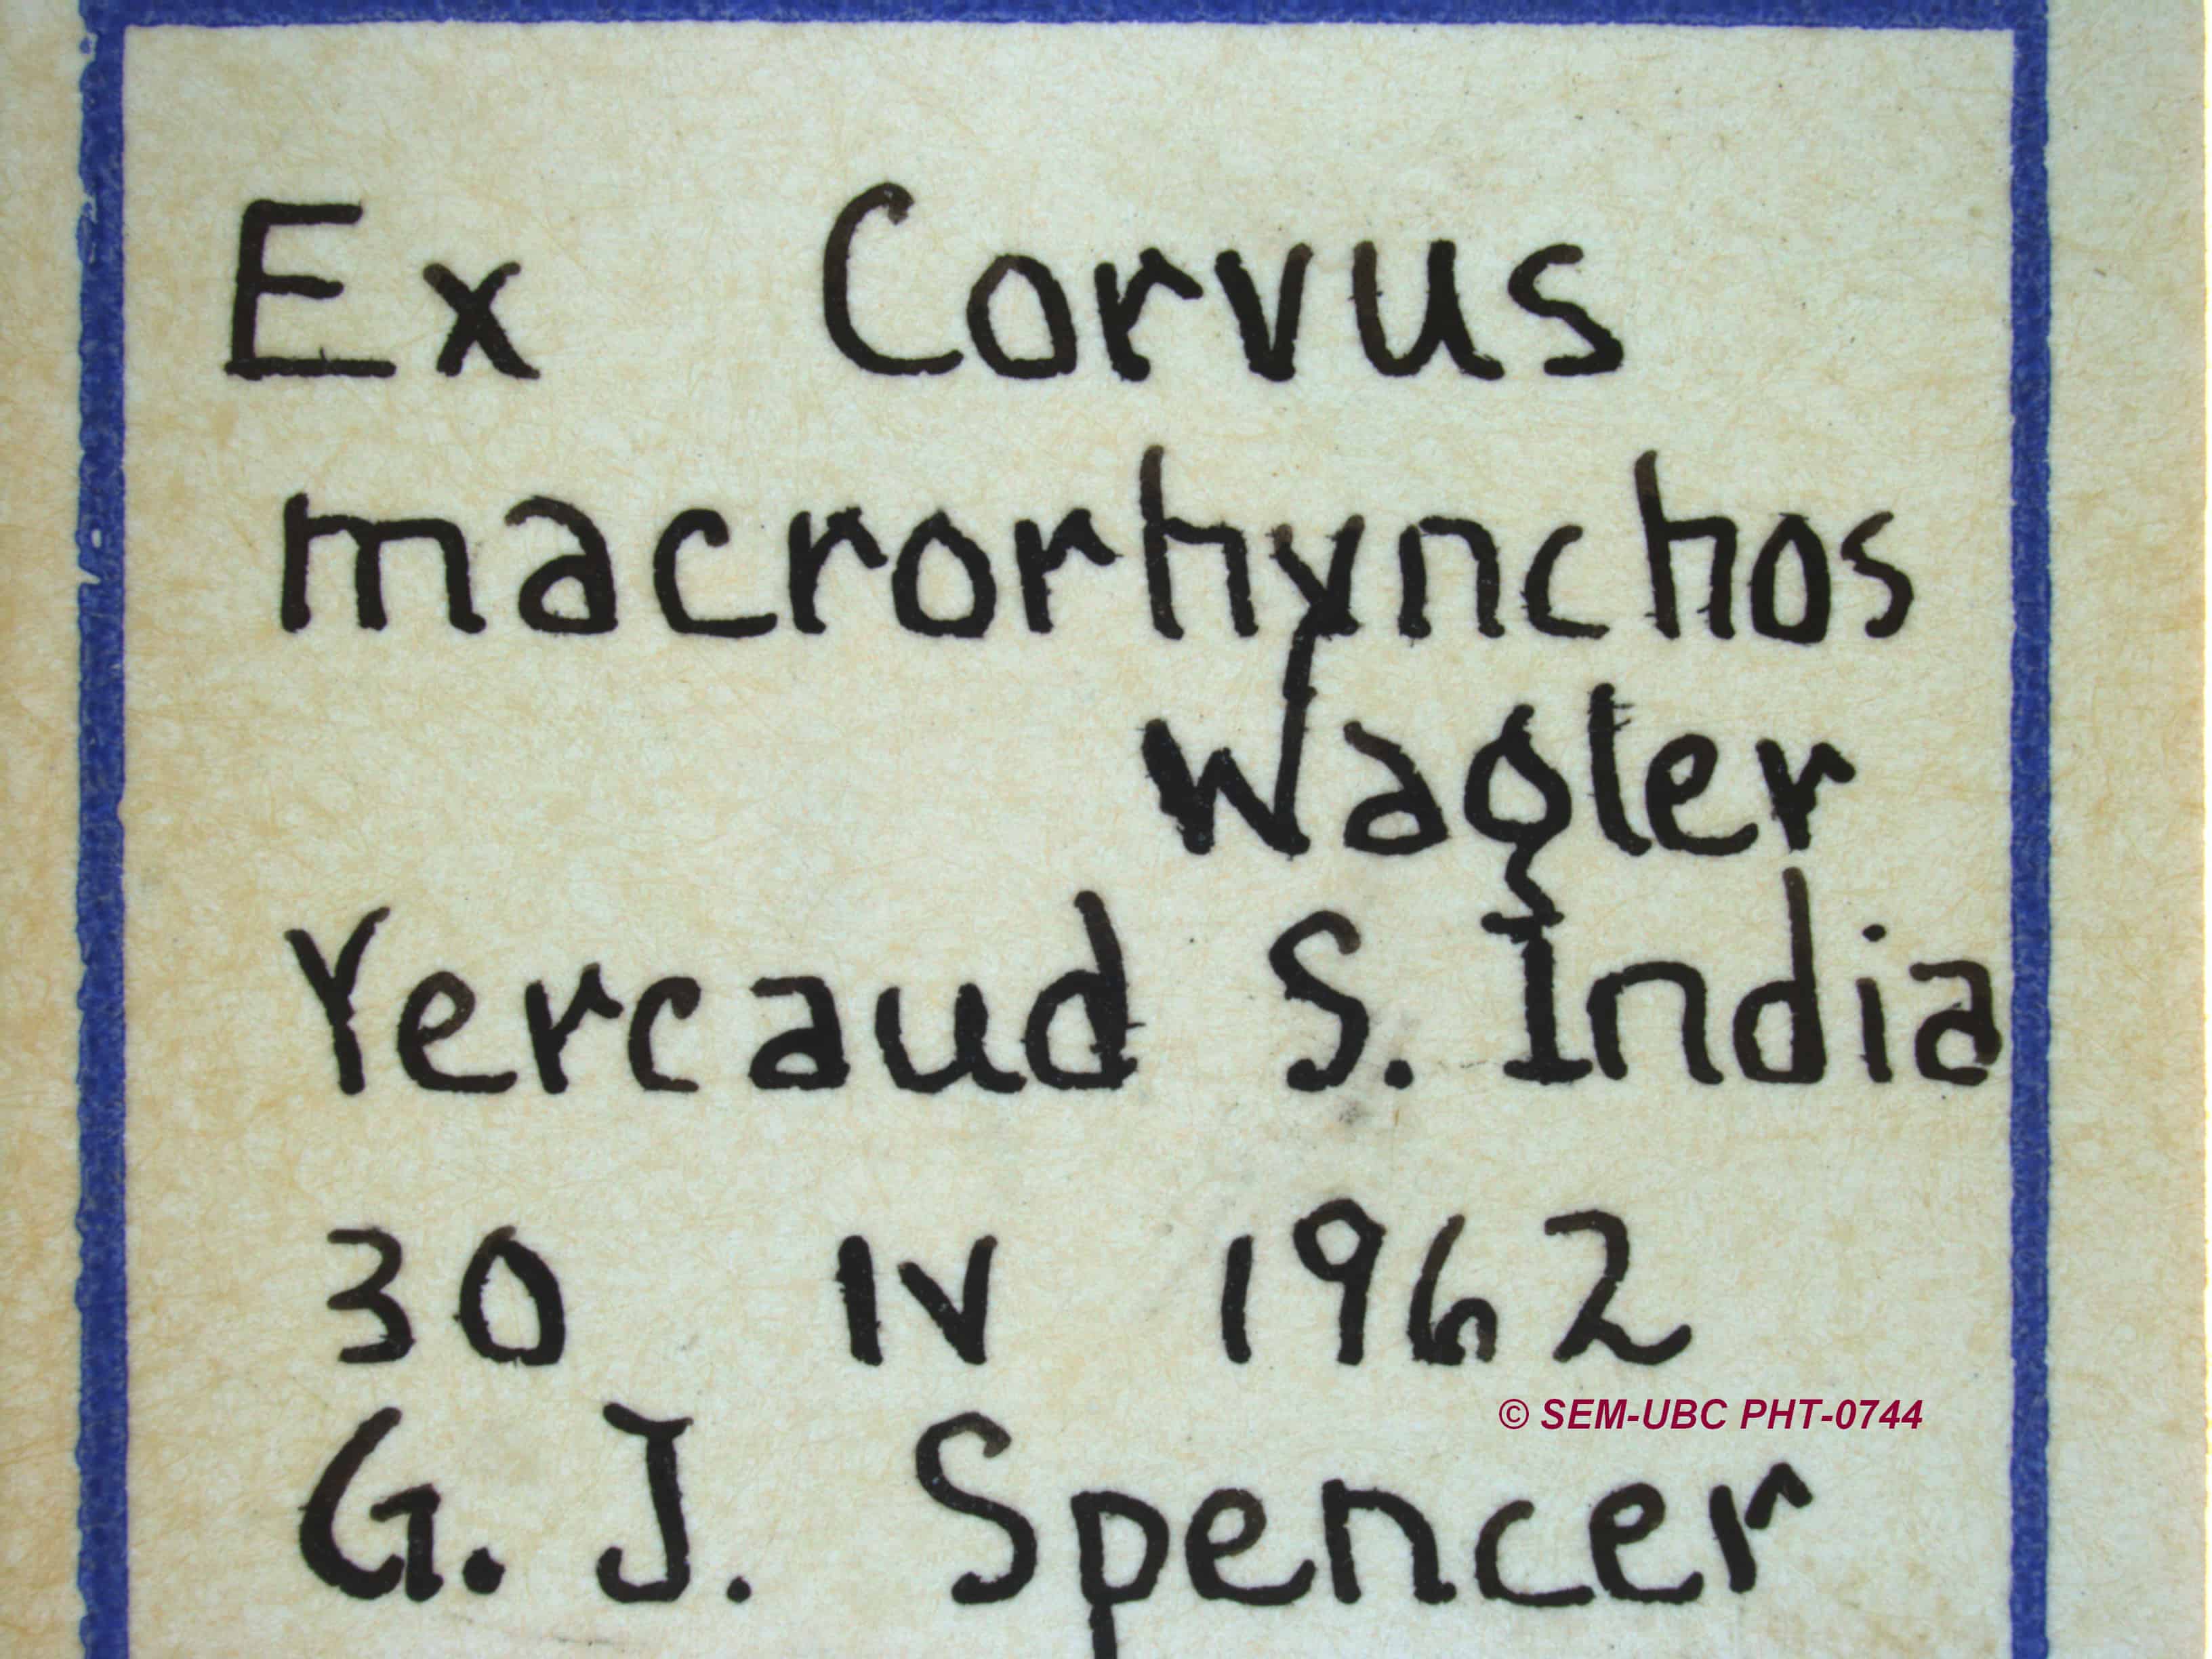 Ex Corvus
macrorhynchos
Wagler
Yercaud S. India
30 IV 1962
© SEM-UBC PHT-0744
G. J. Spencer